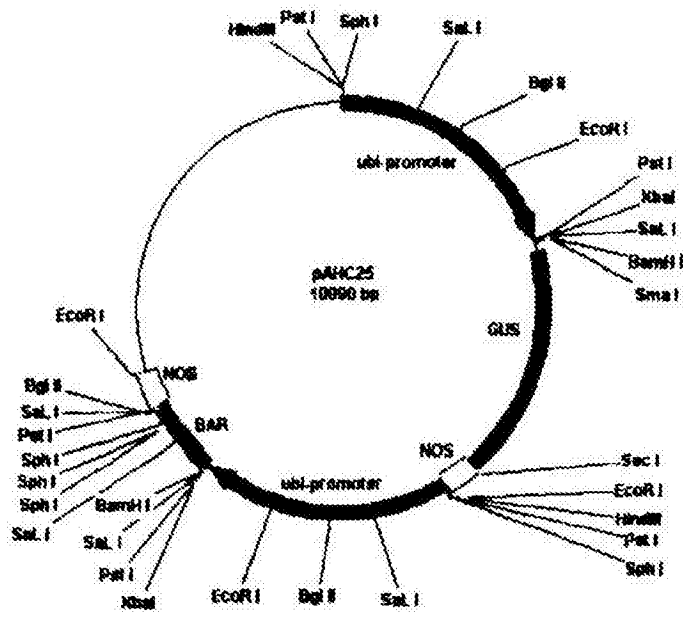 HindIII
Pst I
Sph I
SaL I
Bgl II
EcoR I
ubi-promoter
Pst I
XbaI
SaL I
BamH I
Sma I
pAHC25
10090 bp
GUS
EcoR I
NOS
Bgl II
SaL I
Pst I
Sph I
Sph I
Sph I
SaL I
BAR
BamH I
SaL I
Pst I
XbaI
ubi-promoter
NOS
Sac I
EcoR I
HindIII
Pst I
Sph I
EcoR I
Bgl II
SaL I